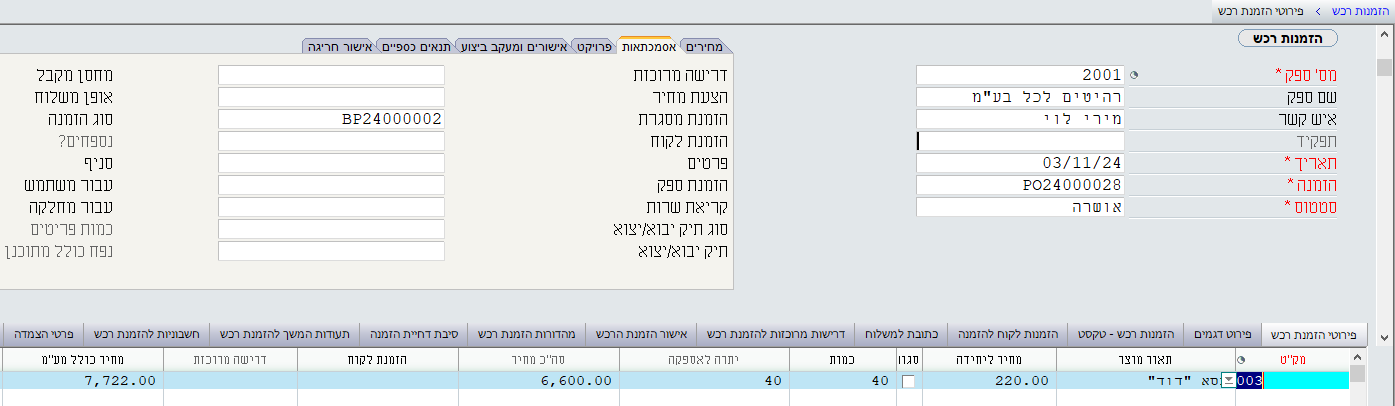 הזמנות רכש > פירוטי הזמנת רכש
הזמנות רכש
מחירים אסמכתאות פרויקט אישורים ומעקב ביצוע תנאים כספיים אישור חריגה
מס' ספק * 2001 דרישה מרוכזת מחסן מקבל
שם ספק רהיטים לכל בע"מ הצעת מחיר אופן משלוח
איש קשר מירי לוי הזמנת מסגרת BP24000002 סוג הזמנה
תפקיד הזמנת לקוח נספחים?
תאריך * 03/11/24 פרטים סניף
הזמנה * PO24000028 הזמנת ספק עבור משתמש
סטטוס * אושרה קריאת שרות עבור מחלקה
סוג תיק יבוא/יצוא כמות פריטים
תיק יבוא/יצוא נפח כולל מתוכנן
פירוטי הזמנת רכש פירוט דגמים הזמנות רכש - טקסט הזמנות לקוח להזמנה כתובת למשלוח דרישות מרוכזות להזמנת רכש אישור הזמנת הרכש מהדורות הזמנת רכש סיבת דחיית הזמנה תעודות המשך להזמנת רכש חשבוניות להזמנת רכש פרטי הצמדה
מק"ט תאור מוצר מחיר ליחידה סגרו כמות יתרה לאספקה סה"כ מחיר הזמנת לקוח דרישה מרוכזת מחיר כולל מע"מ
003 כסא "דוד" 220.00 40 40 6,600.00 7,722.00